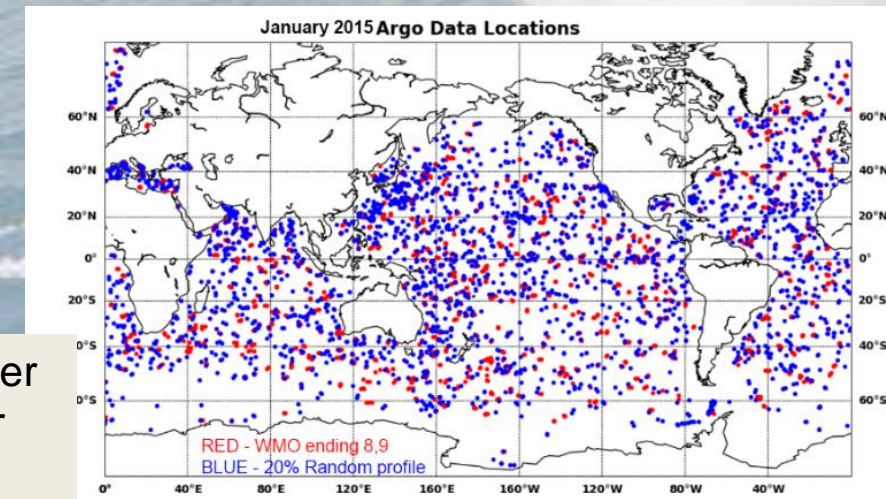 January 2015 Argo Data Locations
60°N 60°N
40°N 40°N
20°N 20°N
0° 0°
20°S 20°S
40°S
60°S
RED - WMO ending 8,9
BLUE - 20% Random profile
0° 40°E 80°E 120°E 160°E 160°W 120°W 80°W 40°W